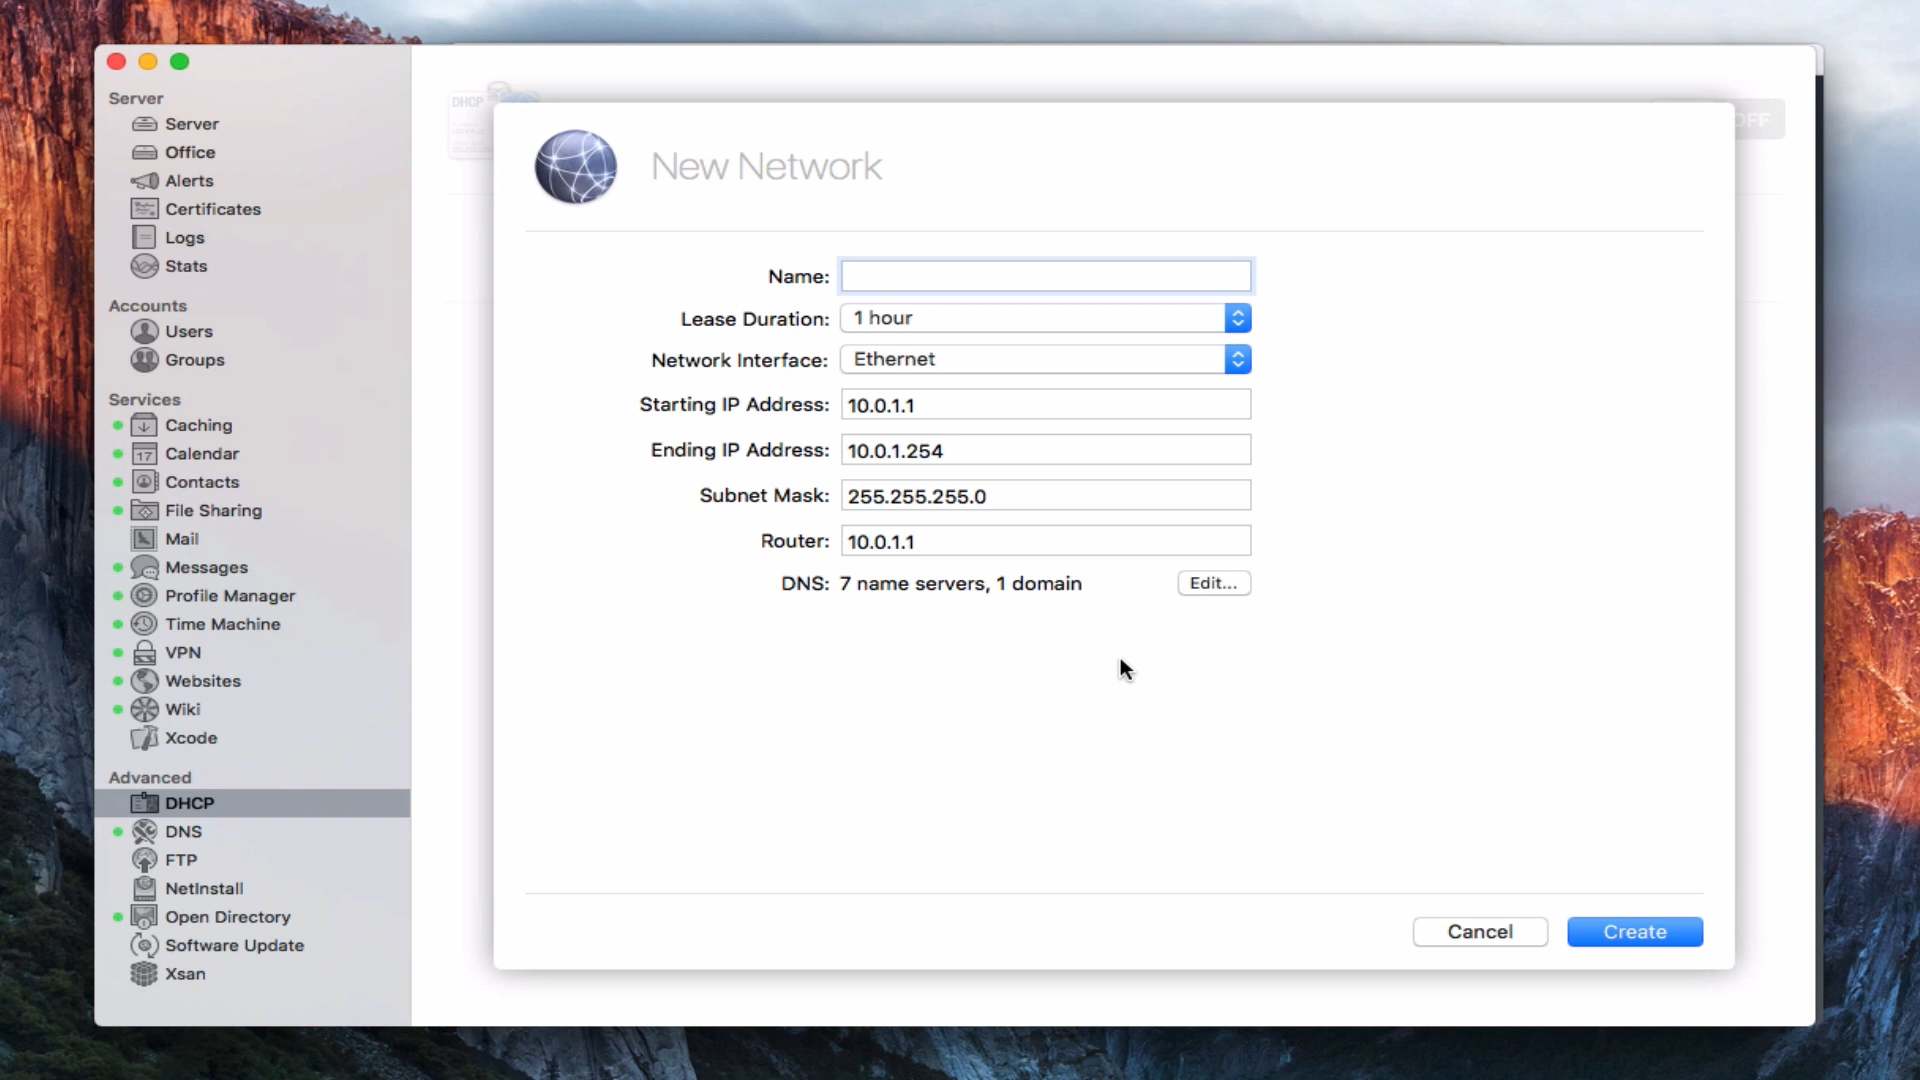 Server
Server
Office
Alerts
Certificates
Logs
Stats
Accounts
Users
Groups
Services
Caching
17
Calendar
Contacts
File Sharing
Mail
Messages
Profile Manager
Time Machine
VPN
Websites
Wiki
Xcode
Advanced
DHCP
DNS
FTP
NetInstall
Open Directory
Software Update
Xsan
DHCP
OFF
New Network
Name:
Lease Duration: 1 hour
Network Interface: Ethernet
Starting IP Address: 10.0.1.1
Ending IP Address: 10.0.1.254
Subnet Mask: 255.255.255.0
Router: 10.0.1.1
DNS: 7 name servers, 1 domain Edit...
Cancel Create